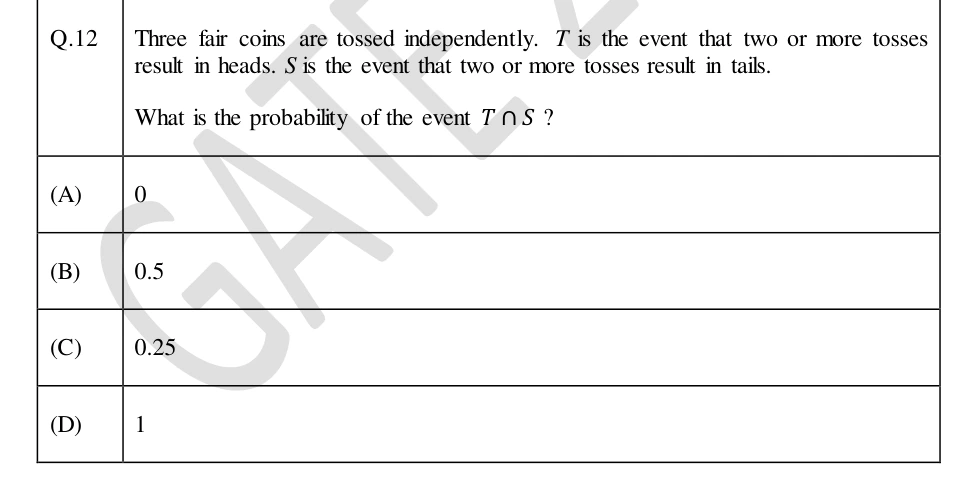 Q.12 Three fair coins are tossed independently. T is the event that two or more tosses
result in heads. S is the event that two or more tosses result in tails.
What is the probability of the event T ∩ S ?
(A) 0
(B) 0.5
(C) 0.25
(D) 1
GATE